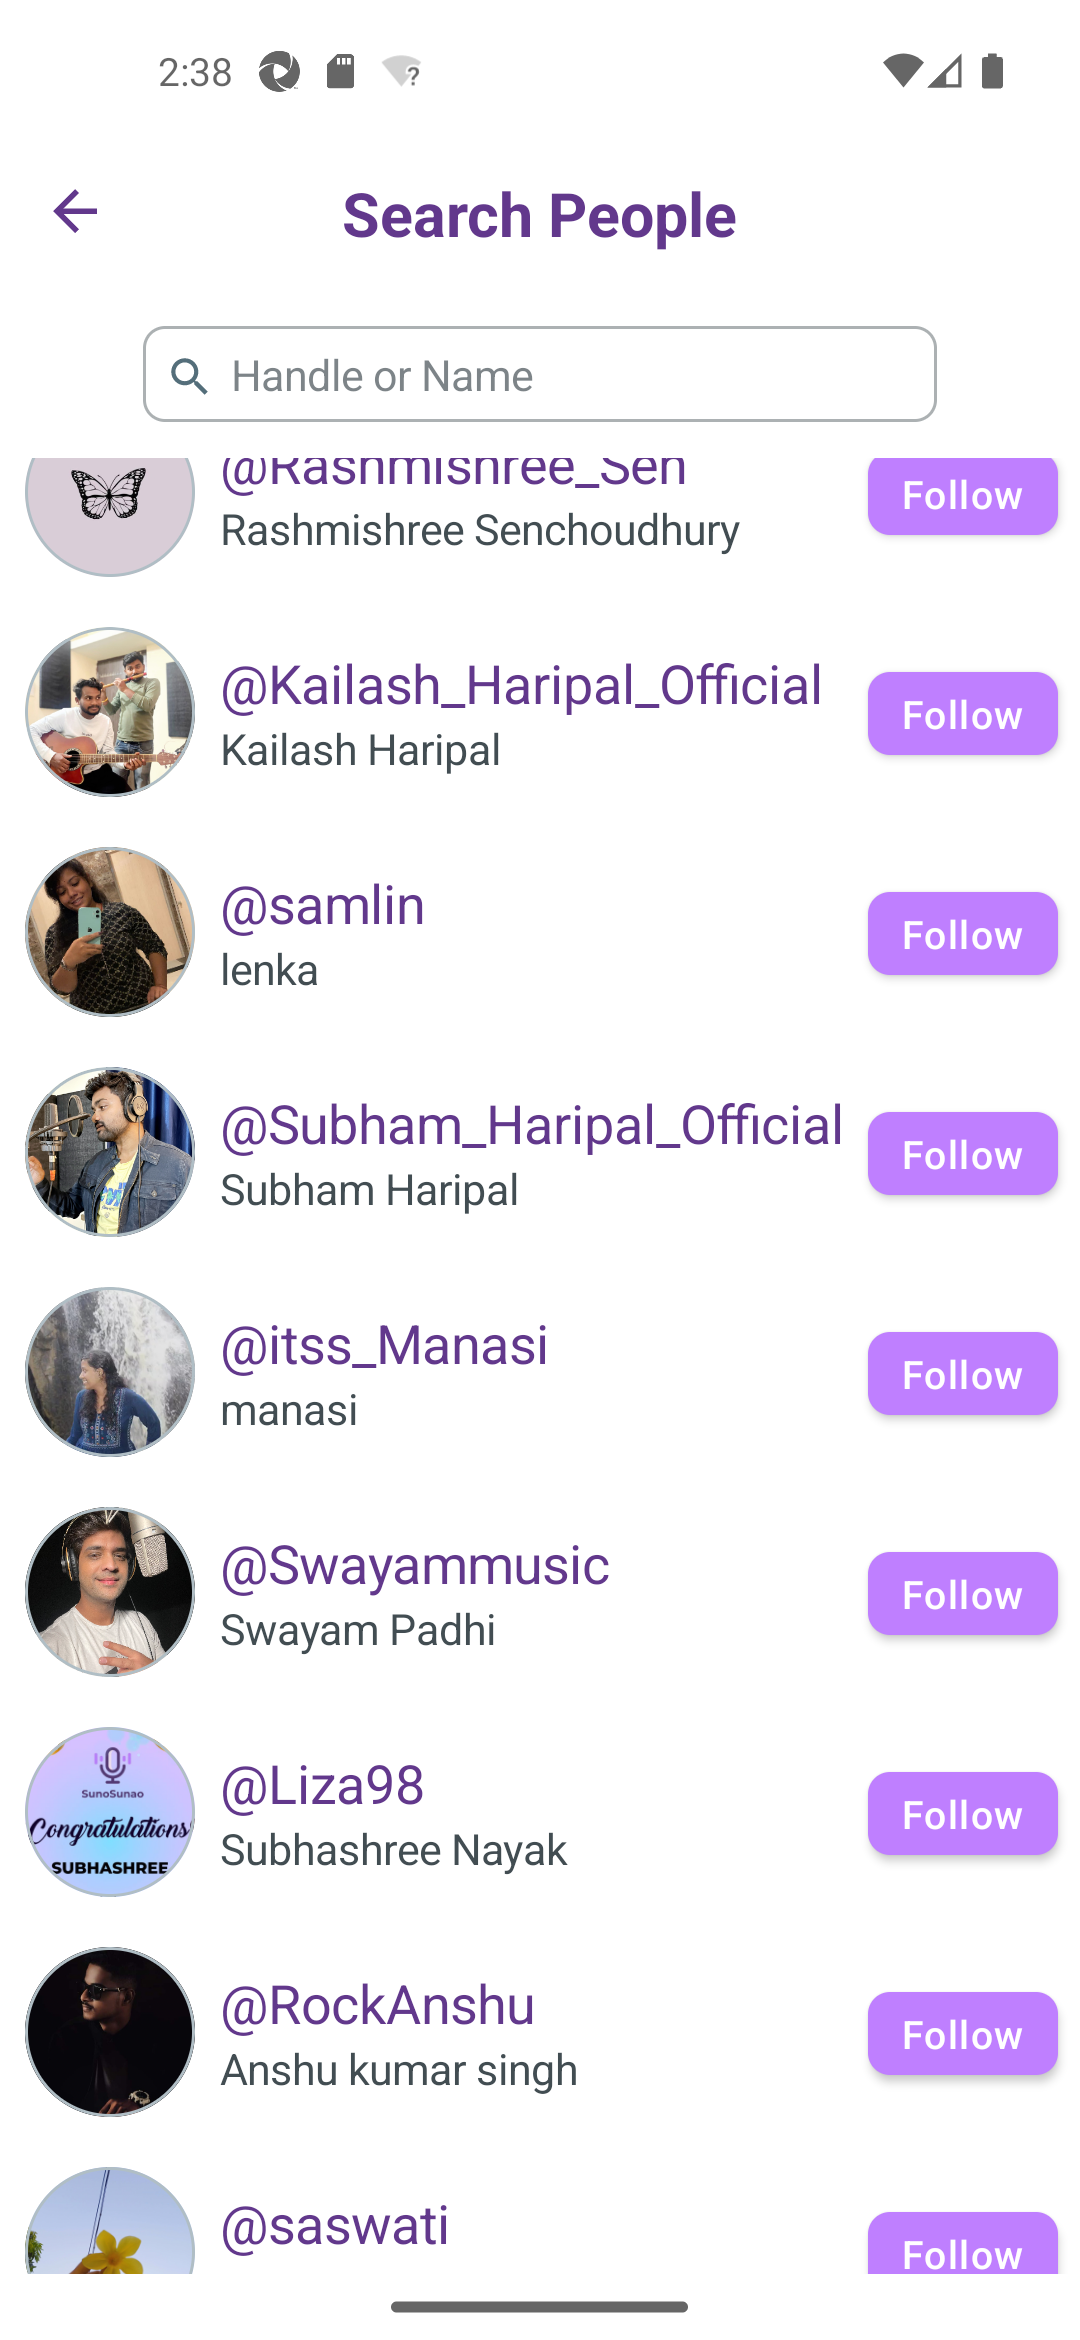 2:38
Search People
Handle or Name
@Rashmishree_Sen
Follow
Rashmishree Senchoudhury
@Kailash_Haripal_Official
Follow
Kailash Haripal
@samlin
Follow
lenka
@Subham_Haripal_Official
Follow
Subham Haripal
@itss_Manasi
Follow
manasi
@Swayammusic
Follow
Swayam Padhi
SunoSunao
Congratulations
SUBHASHREE
@Liza98
Follow
Subhashree Nayak
@RockAnshu
Follow
Anshu kumar singh
@saswati
Follow